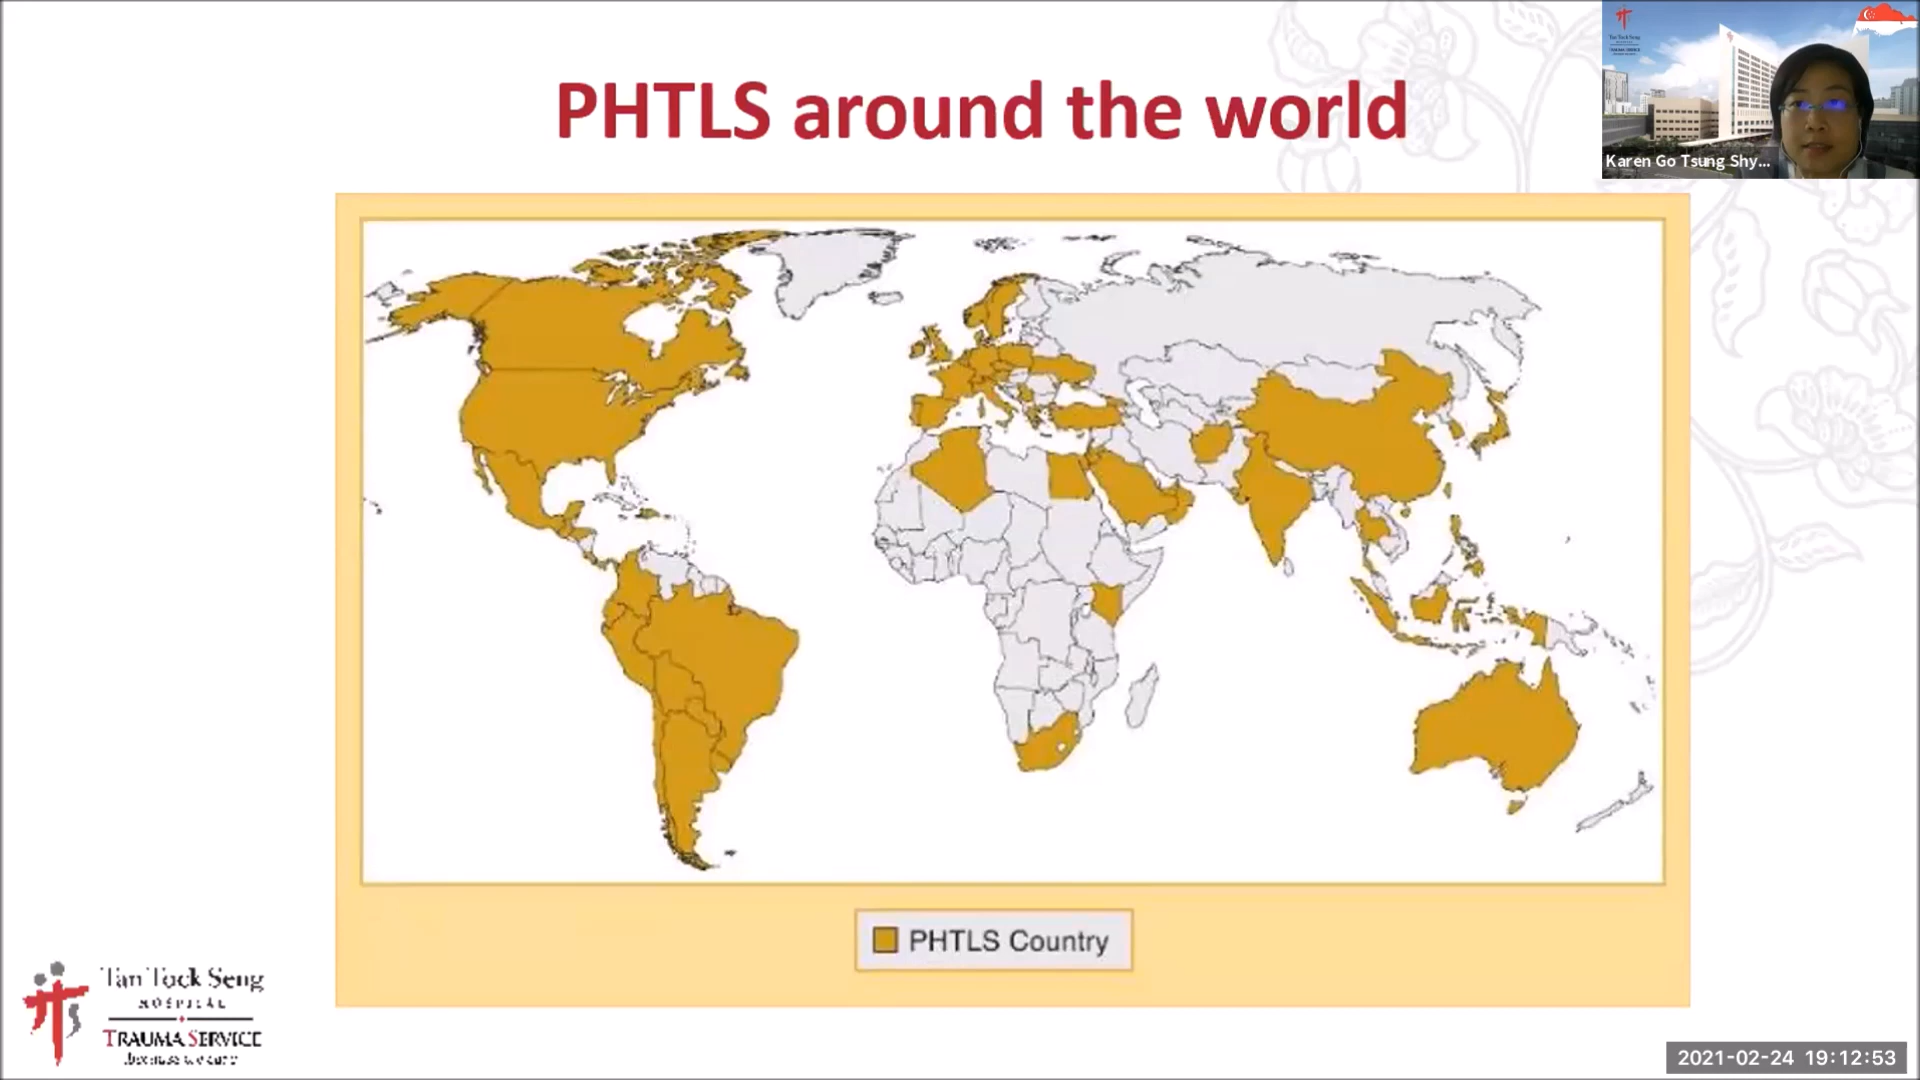 PHTLS around the world
Karen Go Tsung Shy...
PHTLS Country
Tan Tock Seng
HOSPITAL
TRAUMA SERVICE
2021-02-24 19:12:53